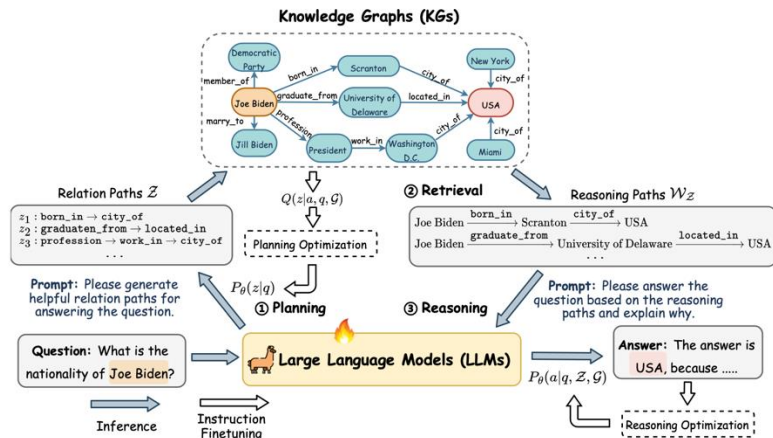 Knowledge Graphs (KGs)
Democratic
Party
member_of
Joe Biden
marry_to
Jill Biden
born_in
Scranton
city_of
graduate_from
University of
Delaware
located_in
profession
President
work_in
Washington
D.C.
city_of
New York
city_of
USA
city_of
Miami
Relation Paths Z
z1 : born_in → city_of
z2 : graduaten_from → located_in
z3 : profession → work_in → city_of
...
Q(z|a, q, G)
Planning Optimization
Pθ(z|q)
② Retrieval
Reasoning Paths WZ
Joe Biden born_in→ Scranton city_of→ USA
Joe Biden graduate_from→ University of Delaware located_in→ USA
...
Prompt: Please generate
helpful relation paths for
answering the question.
① Planning
③ Reasoning
Prompt: Please answer the
question based on the reasoning
paths and explain why.
Question: What is the
nationality of Joe Biden?
Large Language Models (LLMs)
Pθ(a|q, Z, G)
Answer: The answer is
USA, because .....
Inference
Instruction
Finetuning
Reasoning Optimization